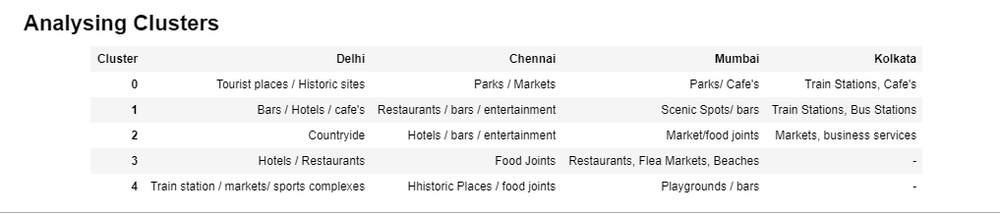 Analysing Clusters
Cluster Delhi Chennai Mumbai Kolkata
0 Tourist places / Historic sites Parks / Markets Parks/ Cafe's Train Stations, Cafe's
1 Bars / Hotels / cafe's Restaurants / bars / entertainment Scenic Spots/ bars Train Stations, Bus Stations
2 Countryide Hotels / bars / entertainment Market/food joints Markets, business services
3 Hotels / Restaurants Food Joints Restaurants, Flea Markets, Beaches -
4 Train station / markets/ sports complexes Hhistoric Places / food joints Playgrounds / bars -